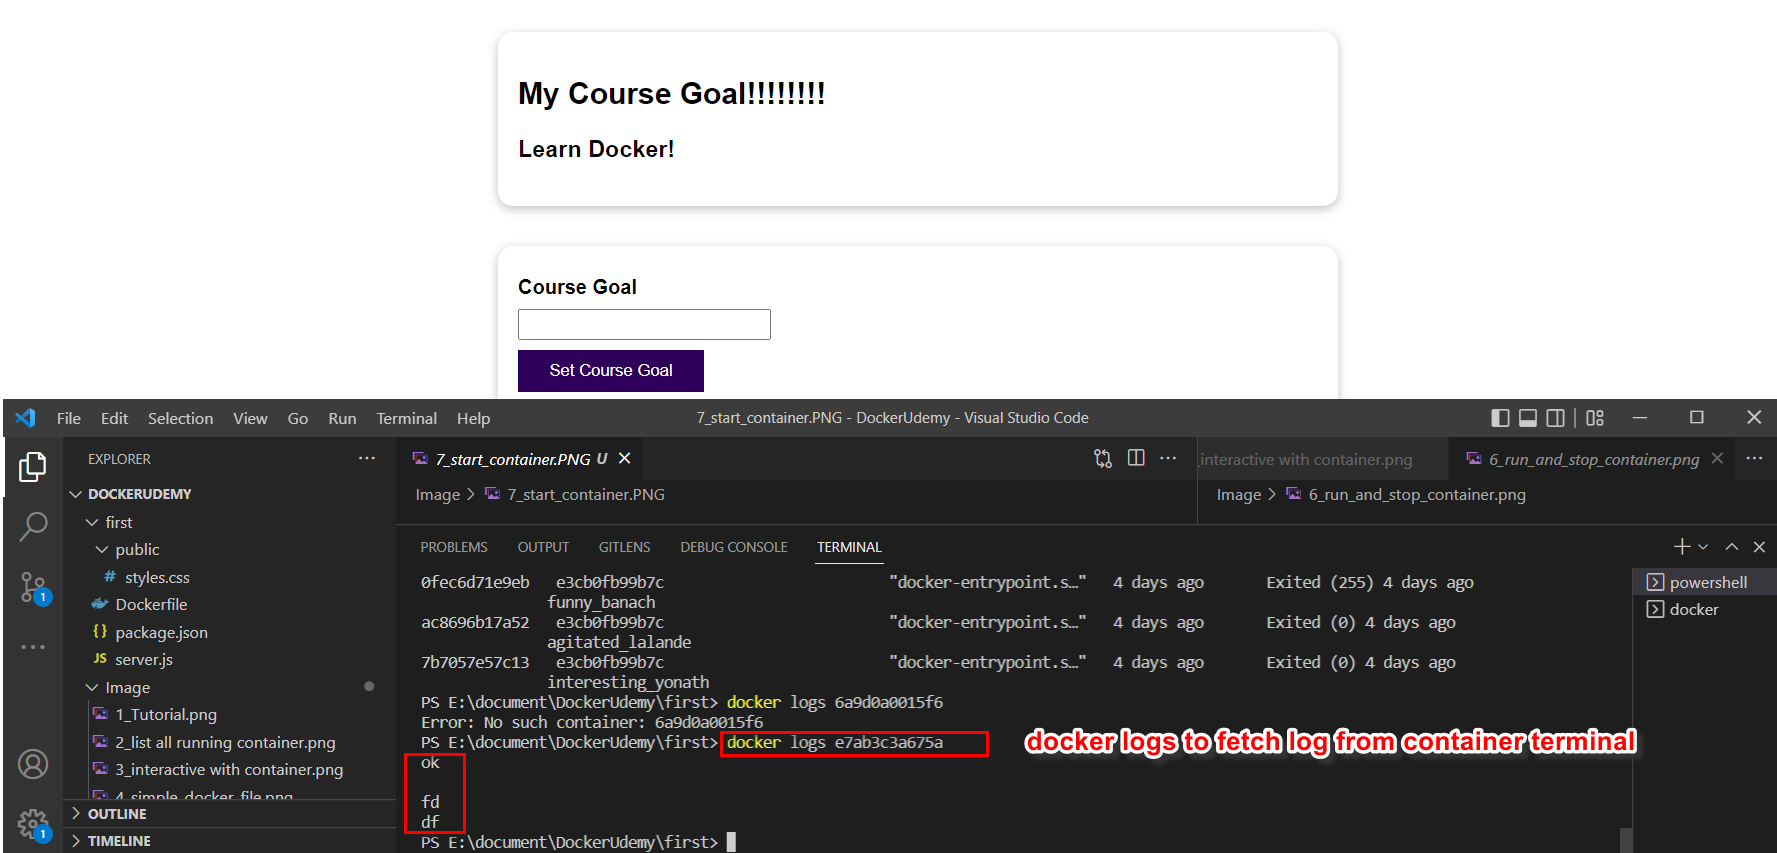 My Course Goal!!!!!!!!
Learn Docker!
Course Goal
Set Course Goal
File Edit Selection View Go Run Terminal Help
7_start_container.PNG - DockerUdemy - Visual Studio Code
EXPLORER
DOCKERUDEMY
first
public
# styles.css
Dockerfile
{} package.json
JS server.js
Image
1_Tutorial.png
2_list all running container.png
3_interactive with container.png
4_simple_docker_file.png
OUTLINE
TIMELINE
1
1
7_start_container.PNG U
_interactive with container.png
6_run_and_stop_container.png
Image > 7_start_container.PNG
Image > 6_run_and_stop_container.png
PROBLEMS OUTPUT GITLENS DEBUG CONSOLE TERMINAL
0fec6d71e9eb e3cb0fb99b7c "docker-entrypoint.s…" 4 days ago Exited (255) 4 days ago
funny_banach
ac8696b17a52 e3cb0fb99b7c "docker-entrypoint.s…" 4 days ago Exited (0) 4 days ago
agitated_lalande
7b7057e57c13 e3cb0fb99b7c "docker-entrypoint.s…" 4 days ago Exited (0) 4 days ago
interesting_yonath
PS E:\document\DockerUdemy\first> docker logs 6a9d0a0015f6
Error: No such container: 6a9d0a0015f6
PS E:\document\DockerUdemy\first> docker logs e7ab3c3a675a
docker logs to fetch log from container terminal
ok
fd
df
PS E:\document\DockerUdemy\first>
powershell
docker